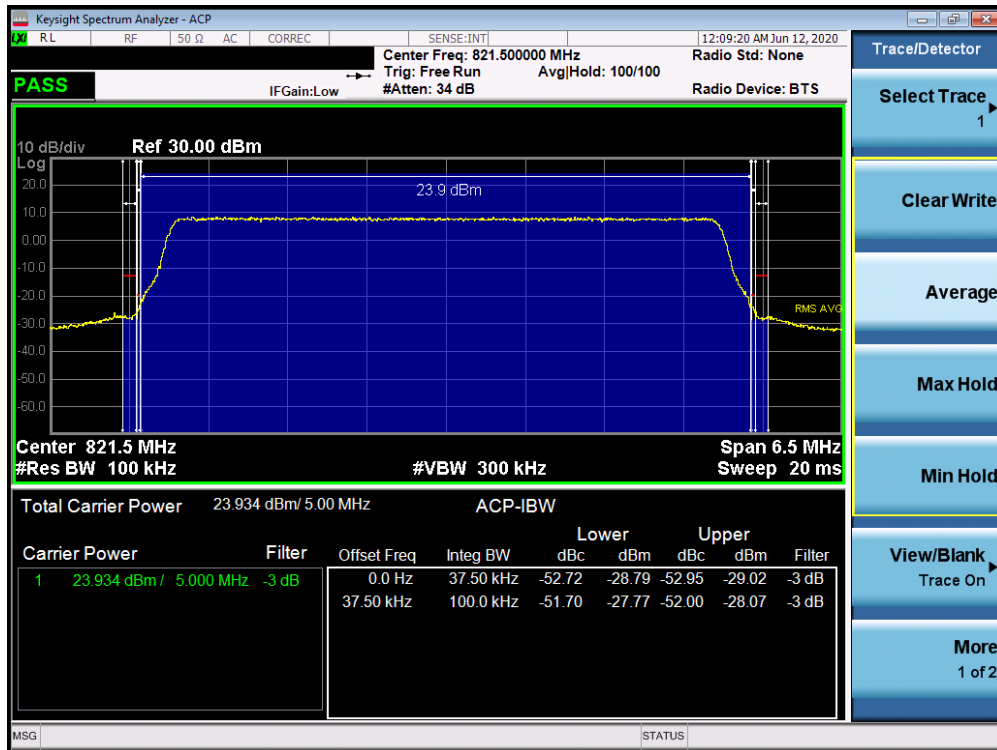 Keysight Spectrum Analyzer - ACP
LXI RL RF 50 Ω AC CORREC SENSE:INT 12:09:20 AM Jun 12, 2020
Center Freq: 821.500000 MHz Radio Std: None
Trig: Free Run Avg|Hold: 100/100
PASS IFGain:Low #Atten: 34 dB Radio Device: BTS
10 dB/div Ref 30.00 dBm
Log
20.0
23.9 dBm
10.0
0.00
-10.0
-20.0
RMS AVG
-30.0
-40.0
-50.0
-60.0
Center 821.5 MHz Span 6.5 MHz
#Res BW 100 kHz #VBW 300 kHz Sweep 20 ms
Total Carrier Power 23.934 dBm/ 5.00 MHz ACP-IBW
Lower Upper
Carrier Power Filter Offset Freq Integ BW dBc dBm dBc dBm Filter
1 23.934 dBm / 5.000 MHz -3 dB 0.0 Hz 37.50 kHz -52.72 -28.79 -52.95 -29.02 -3 dB
37.50 kHz 100.0 kHz -51.70 -27.77 -52.00 -28.07 -3 dB
MSG STATUS
Trace/Detector
Select Trace
1
Clear Write
Average
Max Hold
Min Hold
View/Blank
Trace On
More
1 of 2